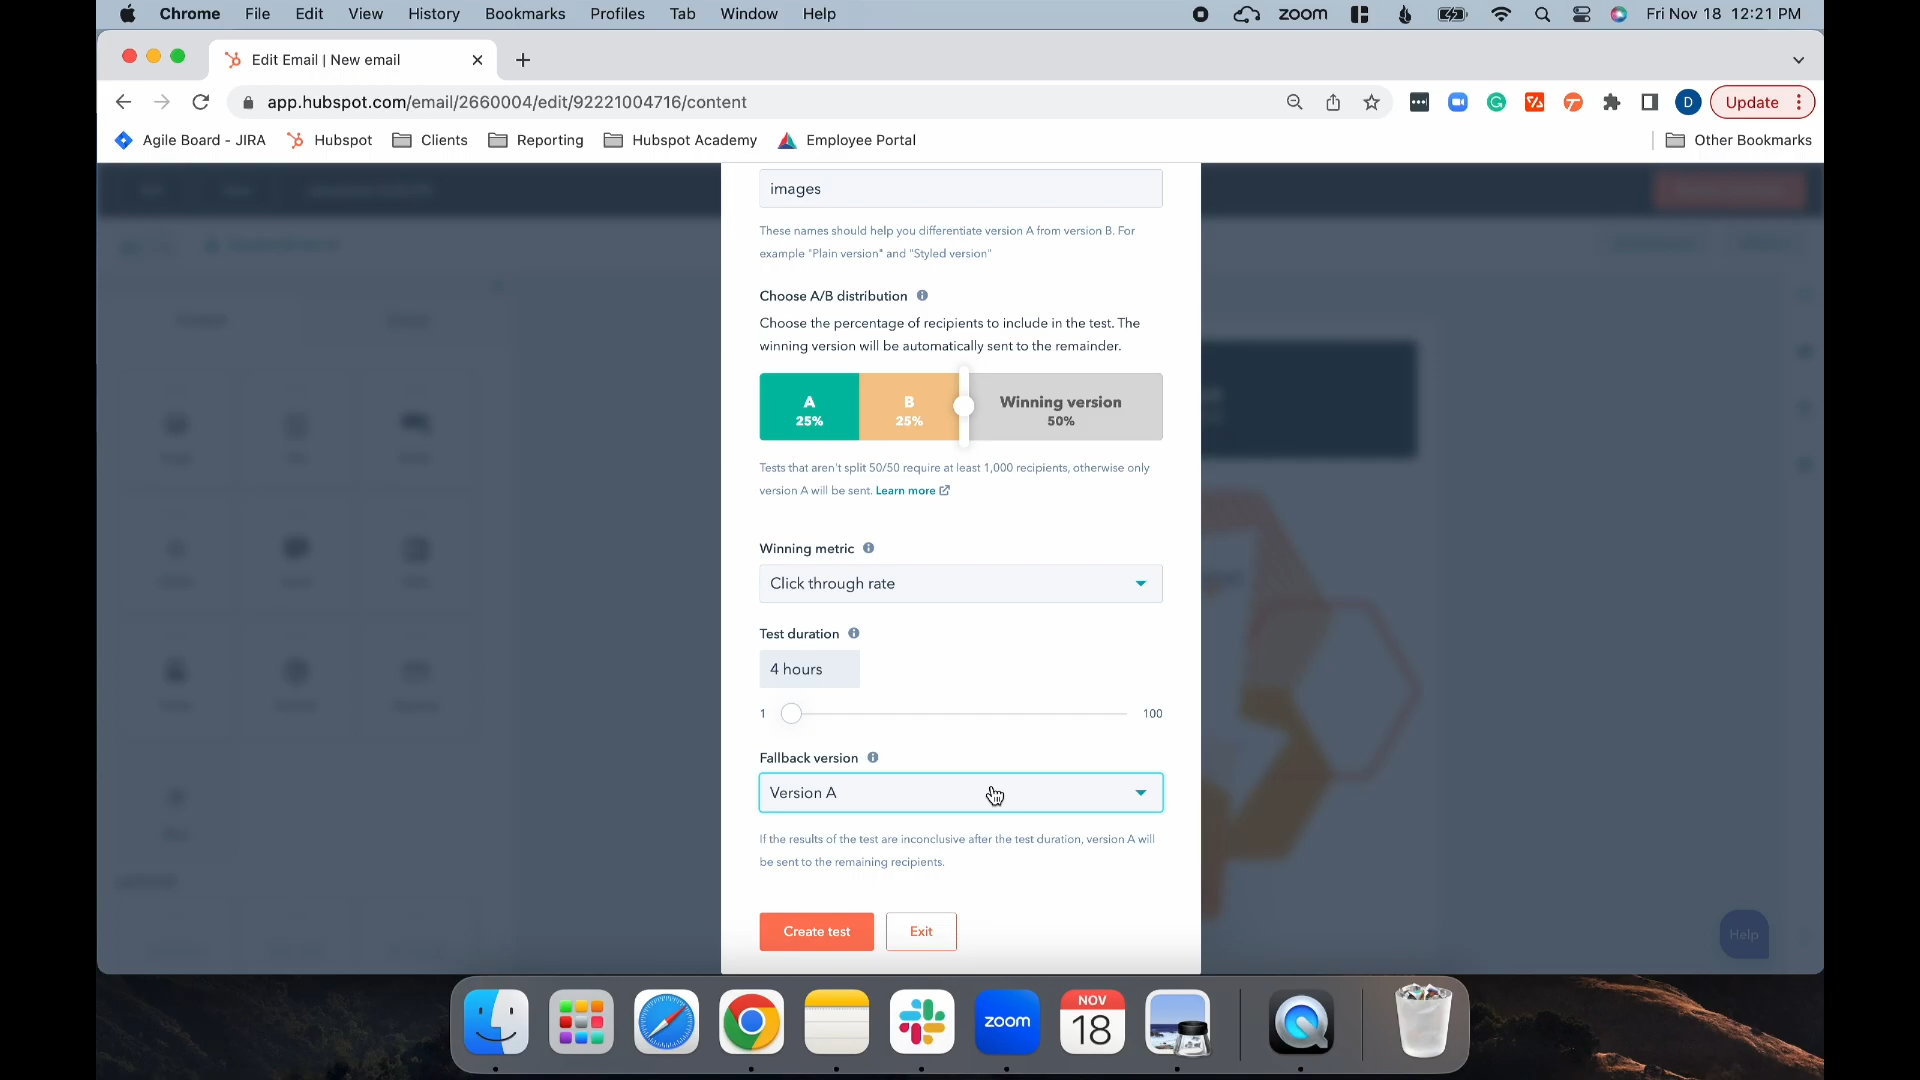 Chrome File Edit View History Bookmarks Profiles Tab Window Help zoom Fri Nov 18 12:21 PM
Edit Email | New email
app.hubspot.com/email/2660004/edit/92221004716/content D Update
Agile Board - JIRA Hubspot Clients Reporting Hubspot Academy Employee Portal Other Bookmarks
images
These names should help you differentiate version A from version B. For
example "Plain version" and "Styled version"
Choose A/B distribution
Choose the percentage of recipients to include in the test. The
winning version will be automatically sent to the remainder.
A B Winning version
25% 25% 50%
Tests that aren't split 50/50 require at least 1,000 recipients, otherwise only
version A will be sent. Learn more
Winning metric
Click through rate
Test duration
4 hours
1 100
Fallback version
Version A
If the results of the test are inconclusive after the test duration, version A will
be sent to the remaining recipients.
Create test Exit
Help
NOV
zoom 18